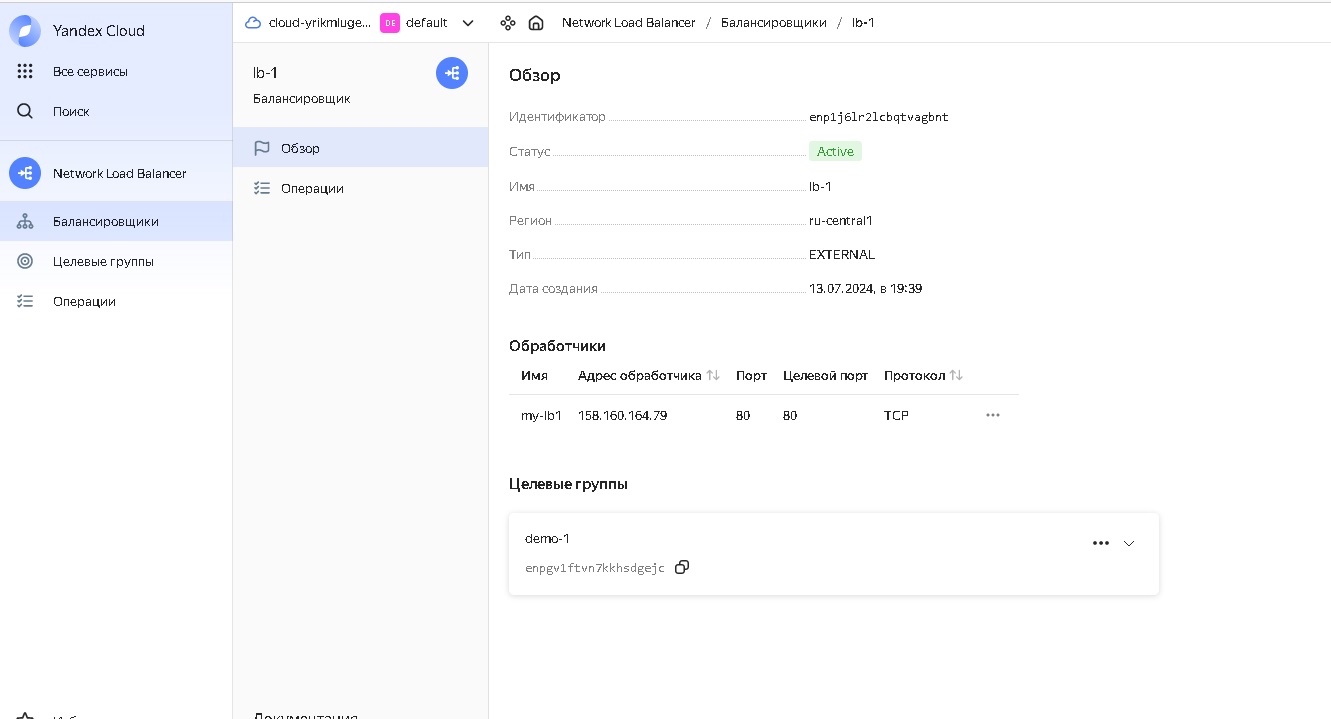 Yandex Cloud
Все сервисы
Поиск
Network Load Balancer
Балансировщики
Целевые группы
Операции
cloud-yrikmluge... DE default
Network Load Balancer / Балансировщики / lb-1
lb-1
Балансировщик
Обзор
Операции
Документация
Обзор
Идентификатор enp1j6lr2lcbqtvagbnt
Статус Active
Имя lb-1
Регион ru-central1
Тип EXTERNAL
Дата создания 13.07.2024, в 19:39
Обработчики
Имя Адрес обработчика Порт Целевой порт Протокол
my-lb1 158.160.164.79 80 80 TCP
Целевые группы
demo-1
enpgv1ftvn7kkhsdgejc